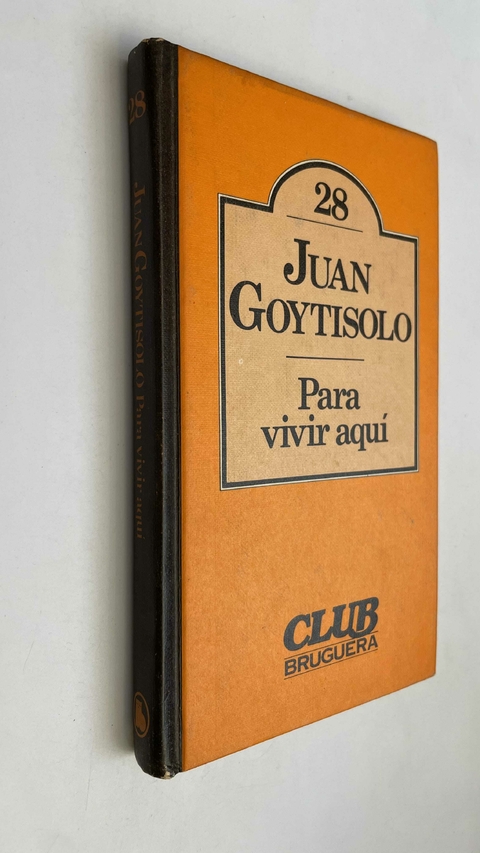 28
JUAN
GOYTISOLO
Para
vivir aquí
CLUB
BRUGUERA
28 JUAN GOYTISOLO Para vivir aquí